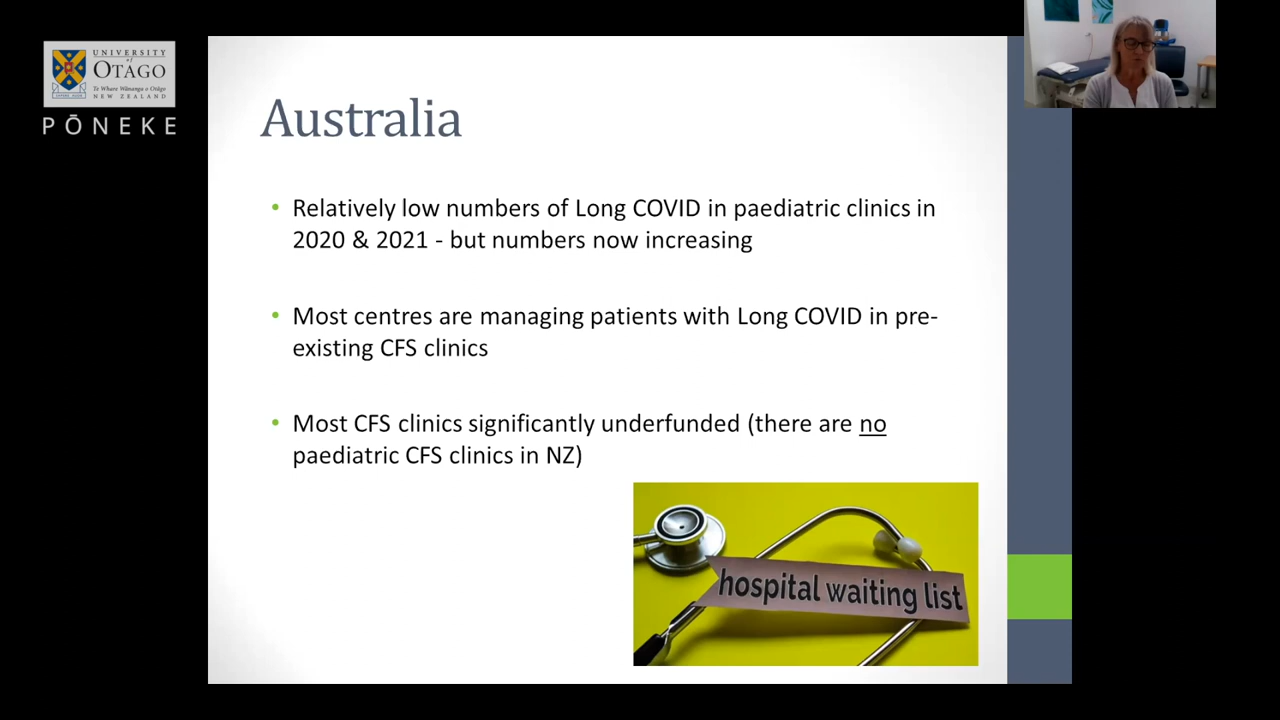 UNIVERSITY
of
OTAGO
Te Whare Wānanga o Otāgo
NEW ZEALAND
PŌNEKE
Australia
• Relatively low numbers of Long COVID in paediatric clinics in
2020 & 2021 - but numbers now increasing
• Most centres are managing patients with Long COVID in pre-
existing CFS clinics
• Most CFS clinics significantly underfunded (there are no
paediatric CFS clinics in NZ)
hospital waiting list